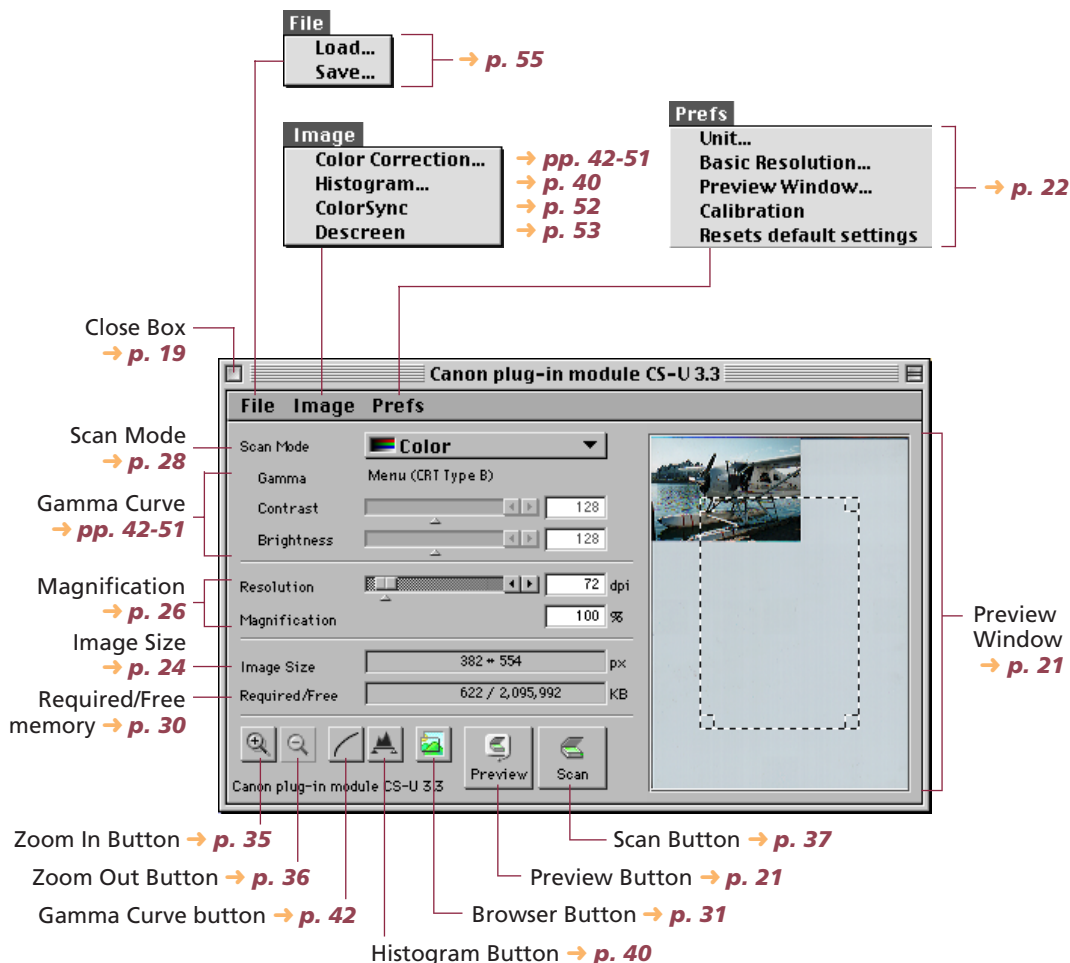 File
Load...
Save...
➜ p. 55
Image
Color Correction...
Histogram...
ColorSync
Descreen
➜ pp. 42-51
➜ p. 40
➜ p. 52
➜ p. 53
Prefs
Unit...
Basic Resolution...
Preview Window...
Calibration
Resets default settings
➜ p. 22
Close Box
➜ p. 19
Scan Mode
➜ p. 28
Gamma Curve
➜ pp. 42-51
Magnification
➜ p. 26
Image Size
➜ p. 24
Required/Free
memory ➜ p. 30
Canon plug-in module CS-U 3.3
File Image Prefs
Scan Mode Color
Gamma Menu (CRT Type B)
Contrast 128
Brightness 128
Resolution 72 dpi
Magnification 100 %
Image Size 382 * 554 px
Required/Free 622 / 2,095,992 KB
Preview
Scan
Canon plug-in module CS-U 3.3
Preview
Window
➜ p. 21
Zoom In Button ➜ p. 35
Zoom Out Button ➜ p. 36
Gamma Curve button ➜ p. 42
Histogram Button ➜ p. 40
Scan Button ➜ p. 37
Preview Button ➜ p. 21
Browser Button ➜ p. 31